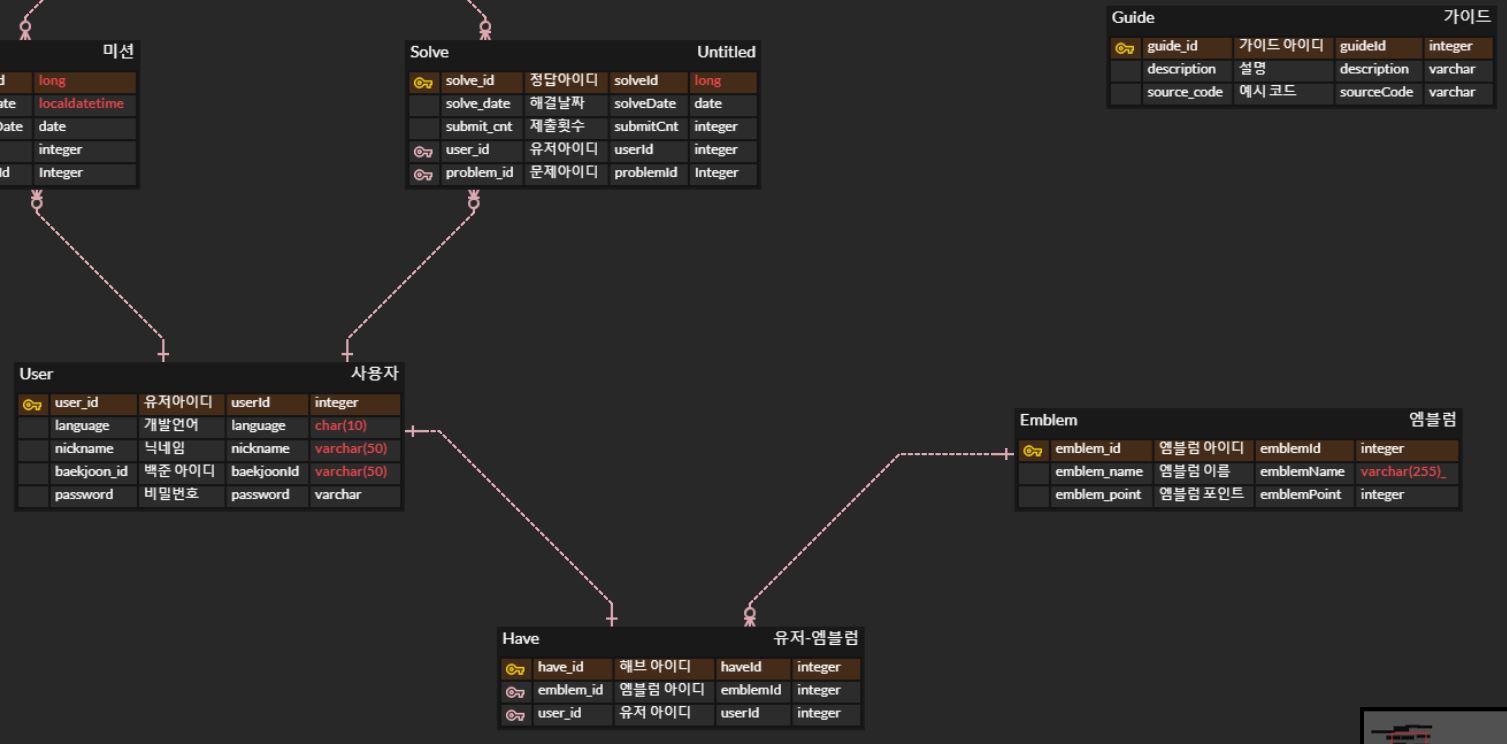 Guide 가이드
guide_id 가이드 아이디 guideId integer
description 설명 description varchar
source_code 예시 코드 sourceCode varchar
미션
d long
ate localdatetime
Date date
integer
Id Integer
Solve Untitled
solve_id 정답아이디 solveId long
solve_date 해결날짜 solveDate date
submit_cnt 제출횟수 submitCnt integer
user_id 유저아이디 userId integer
problem_id 문제아이디 problemId Integer
User 사용자
user_id 유저아이디 userId integer
language 개발언어 language char(10)
nickname 닉네임 nickname varchar(50)
baekjoon_id 백준 아이디 baekjoonId varchar(50)
password 비밀번호 password varchar
Emblem 엠블럼
emblem_id 엠블럼 아이디 emblemId integer
emblem_name 엠블럼 이름 emblemName varchar(255)_
emblem_point 엠블럼 포인트 emblemPoint integer
Have 유저-엠블럼
have_id 해브 아이디 haveId integer
emblem_id 엠블럼 아이디 emblemId integer
user_id 유저 아이디 userId integer